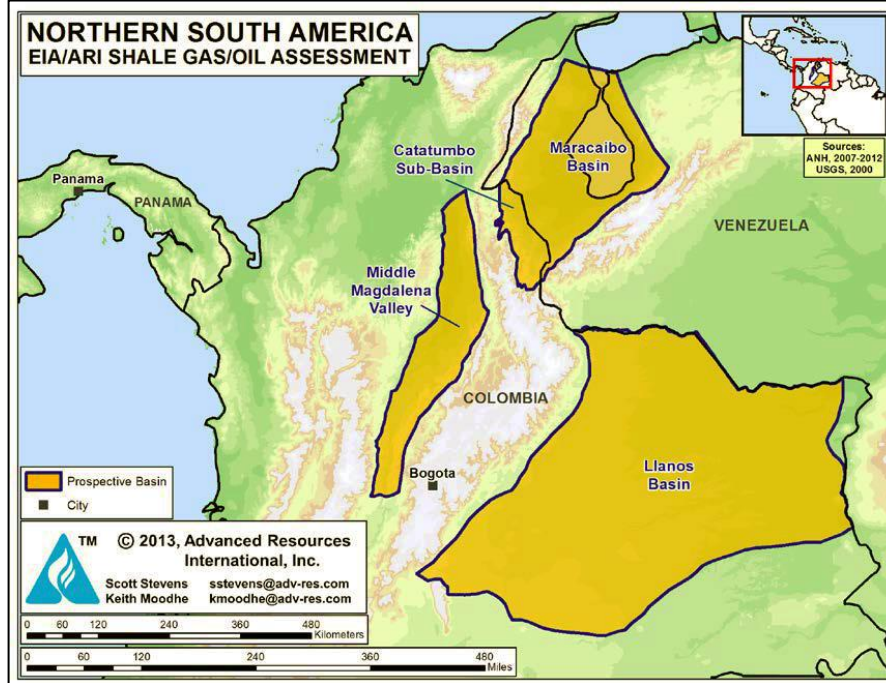 NORTHERN SOUTH AMERICA
EIA/ARI SHALE GAS/OIL ASSESSMENT
Sources:
ANH, 2007-2012
USGS, 2000
Catatumbo
Sub-Basin
Maracaibo
Basin
Panama
PANAMA
VENEZUELA
Middle
Magdalena
Valley
COLOMBIA
Bogota
Llanos
Basin
Prospective Basin
City
TM
© 2013, Advanced Resources
International, Inc.
Scott Stevens sstevens@adv-res.com
Keith Moodhe kmoodhe@adv-res.com
0 60 120 240 360 480
Kilometers
0 60 120 240 360 480
Miles